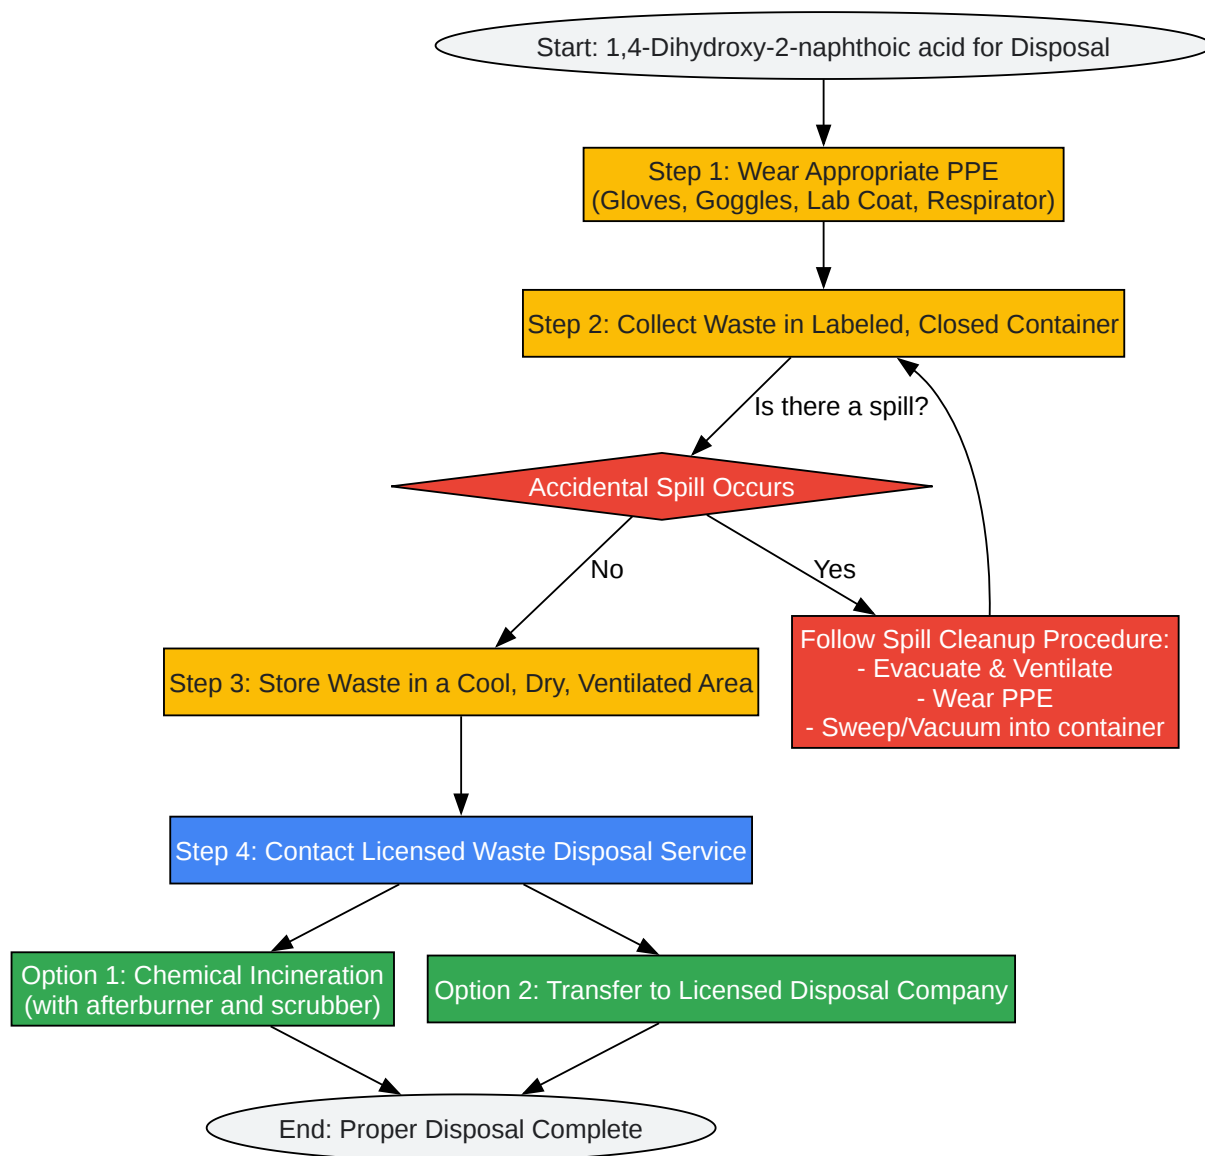 Start: 1,4-Dihydroxy-2-naphthoic acid for Disposal
Step 1: Wear Appropriate PPE
(Gloves, Goggles, Lab Coat, Respirator)
Step 2: Collect Waste in Labeled, Closed Container
Is there a spill?
Accidental Spill Occurs
No
Yes
Follow Spill Cleanup Procedure:
- Evacuate & Ventilate
- Wear PPE
- Sweep/Vacuum into container
Step 3: Store Waste in a Cool, Dry, Ventilated Area
Step 4: Contact Licensed Waste Disposal Service
Option 1: Chemical Incineration
(with afterburner and scrubber)
Option 2: Transfer to Licensed Disposal Company
End: Proper Disposal Complete